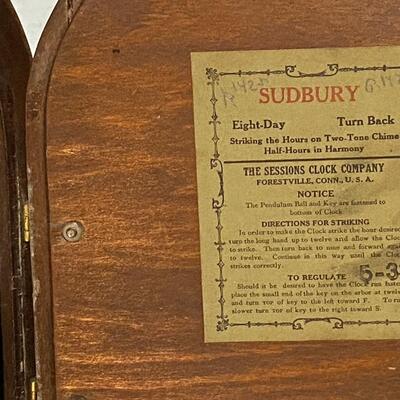 SUDBURY
Eight-Day Turn Back
Striking the Hours on Two-Tone Chime
Half-Hours in Harmony
THE SESSIONS CLOCK COMPANY
FORESTVILLE, CONN., U. S. A.
NOTICE
The Pendulum Ball and Key are fastened to
bottom of Clock
DIRECTIONS FOR STRIKING
In order to make the Clock strike the hour desired
turn the long hand up to twelve and allow the Clock
to strike. Then turn back to nine and forward again
to twelve. Continue in this way until the Clock
strikes correctly.
TO REGULATE 5-3
Should it be desired to have the Clock run faster
place the small end of the key on the arbor at twelve
and turn top of key to the left toward F. To run
slower turn top of key to the right toward S.